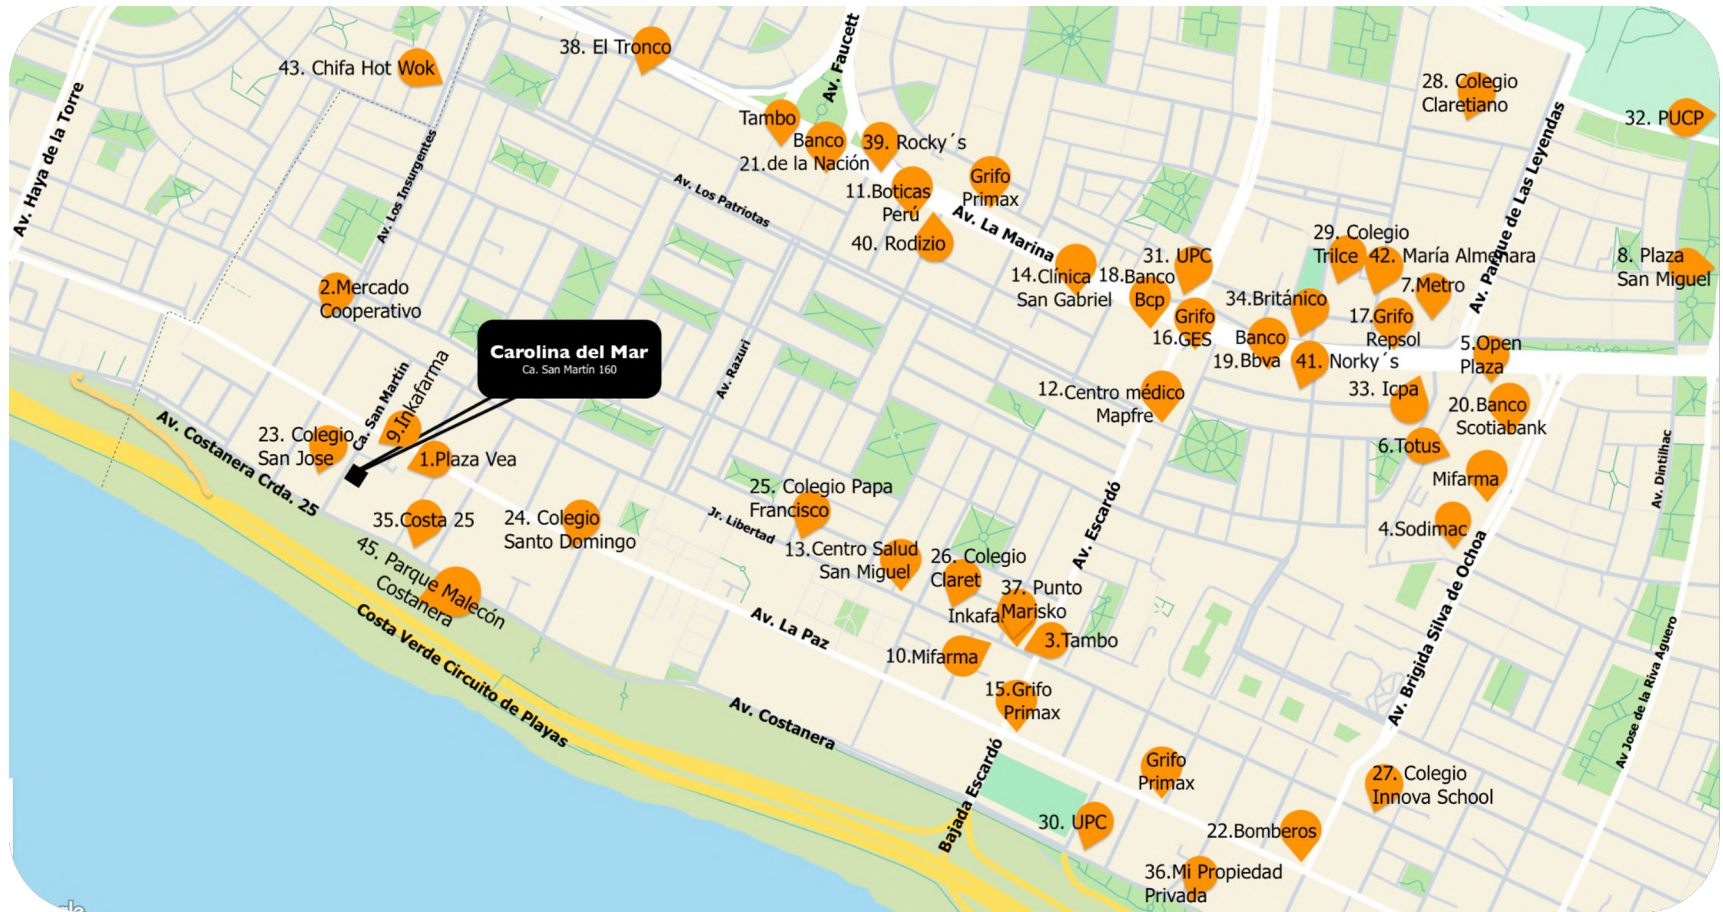 38. El Tronco
43. Chifa Hot Wok
Av. Faucett
28. Colegio
Claretiano
32. PUCP
Av. Haya de la Torre
Tambo
Banco
21.de la Nación
39. Rocky´s
Av. Los Insurgentes
Av. Los Patriotas
11.Boticas
Perú
Grifo
Primax
40. Rodizio
Av. La Marina
Av. Parque de Las Leyendas
29. Colegio
Trilce
42. María Almenara
31. UPC
8. Plaza
San Miguel
14.Clínica
San Gabriel
18.Banco
Bcp
7.Metro
34.Británico
2.Mercado
Cooperativo
Grifo
16.GES
17.Grifo
Repsol
Banco
19.Bbva
41. Norky´s
5.Open
Plaza
Carolina del Mar
Ca. San Martín 160
Av. Razuri
Ca. San Martín
9.Inkafarma
12.Centro médico
Mapfre
33. Icpa
20.Banco
Scotiabank
23. Colegio
San Jose
1.Plaza Vea
Av. Costanera Crda. 25
6.Totus
Mifarma
Av. Dintilhac
25. Colegio Papa
Francisco
Av. Escardó
35.Costa 25
24. Colegio
Santo Domingo
Jr. Libertad
4.Sodimac
13.Centro Salud
San Miguel
26. Colegio
Claret
45. Parque Malecón
Costanera
37. Punto
Marisko
Inkafa
3.Tambo
10.Mifarma
Av. Brigida Silva de Ochoa
Av Jose de la Riva Aguero
Costa Verde Circuito de Playas
Av. La Paz
15.Grifo
Primax
Av. Costanera
Bajada Escardó
Grifo
Primax
27. Colegio
Innova School
30. UPC
22.Bomberos
36.Mi Propiedad
Privada